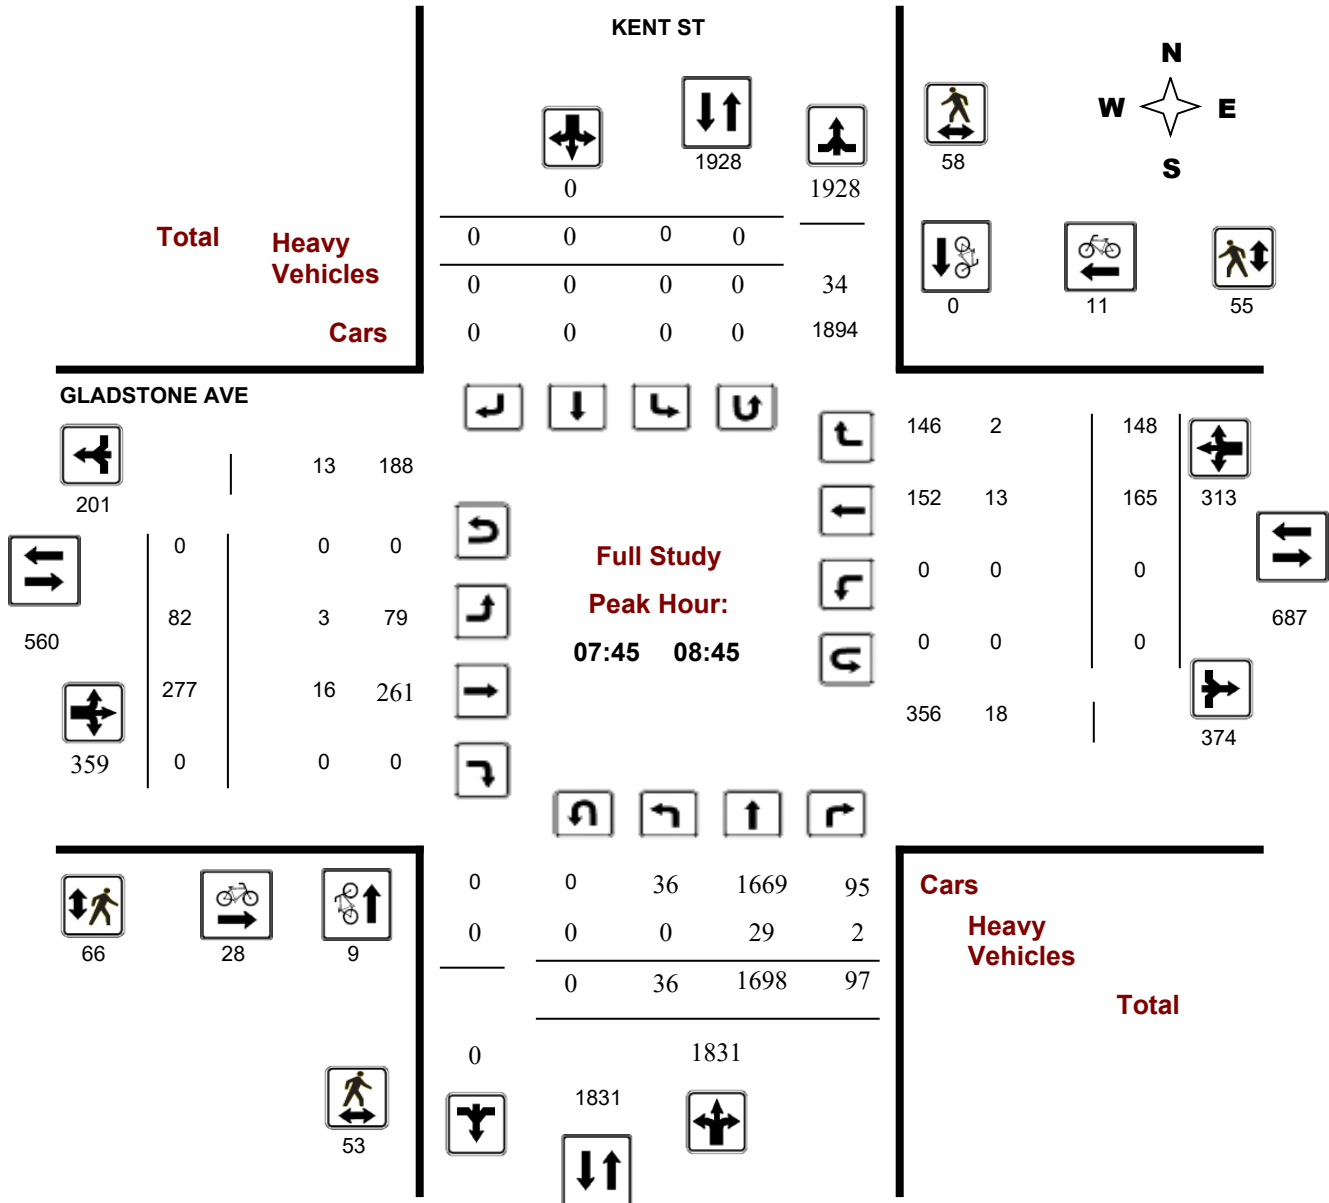 KENT ST
N
W E
S
1928
58
0 1928
Total Heavy
Vehicles
0 0 0 0
0 11 55
0 0 0 0 34
Cars 0 0 0 0 1894
GLADSTONE AVE
146 2 148
13 188
201
152 13 165 313
0 0 0
Full Study
0 0 0
Peak Hour:
82 3 79
560
687
07:45 08:45
0 0 0
277 16 261
356 18
374
359 0 0 0
0 0 36 1669 95
Cars
0 0 0 29 2
Heavy
Vehicles
66 28 9
0 36 1698 97
Total
0 1831
1831
53